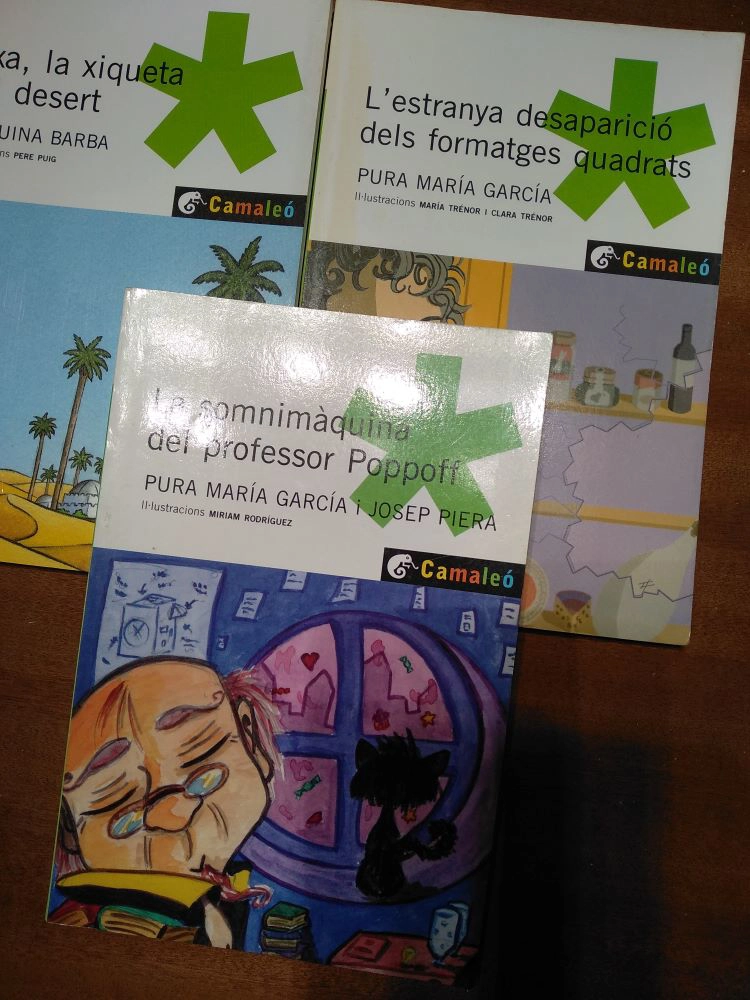 xa, la xiqueta
desert
UINA BARBA
ns PERE PUIG
Camaleó
L'estranya desaparició
dels formatges quadrats
PURA MARÍA GARCÍA
Il·lustracions MARÍA TRÉNOR I CLARA TRÉNOR
Camaleó
La somnimàquina
del professor Poppoff
PURA MARÍA GARCÍA i JOSEP PIERA
Il·lustracions MIRIAM RODRÍGUEZ
Camaleó